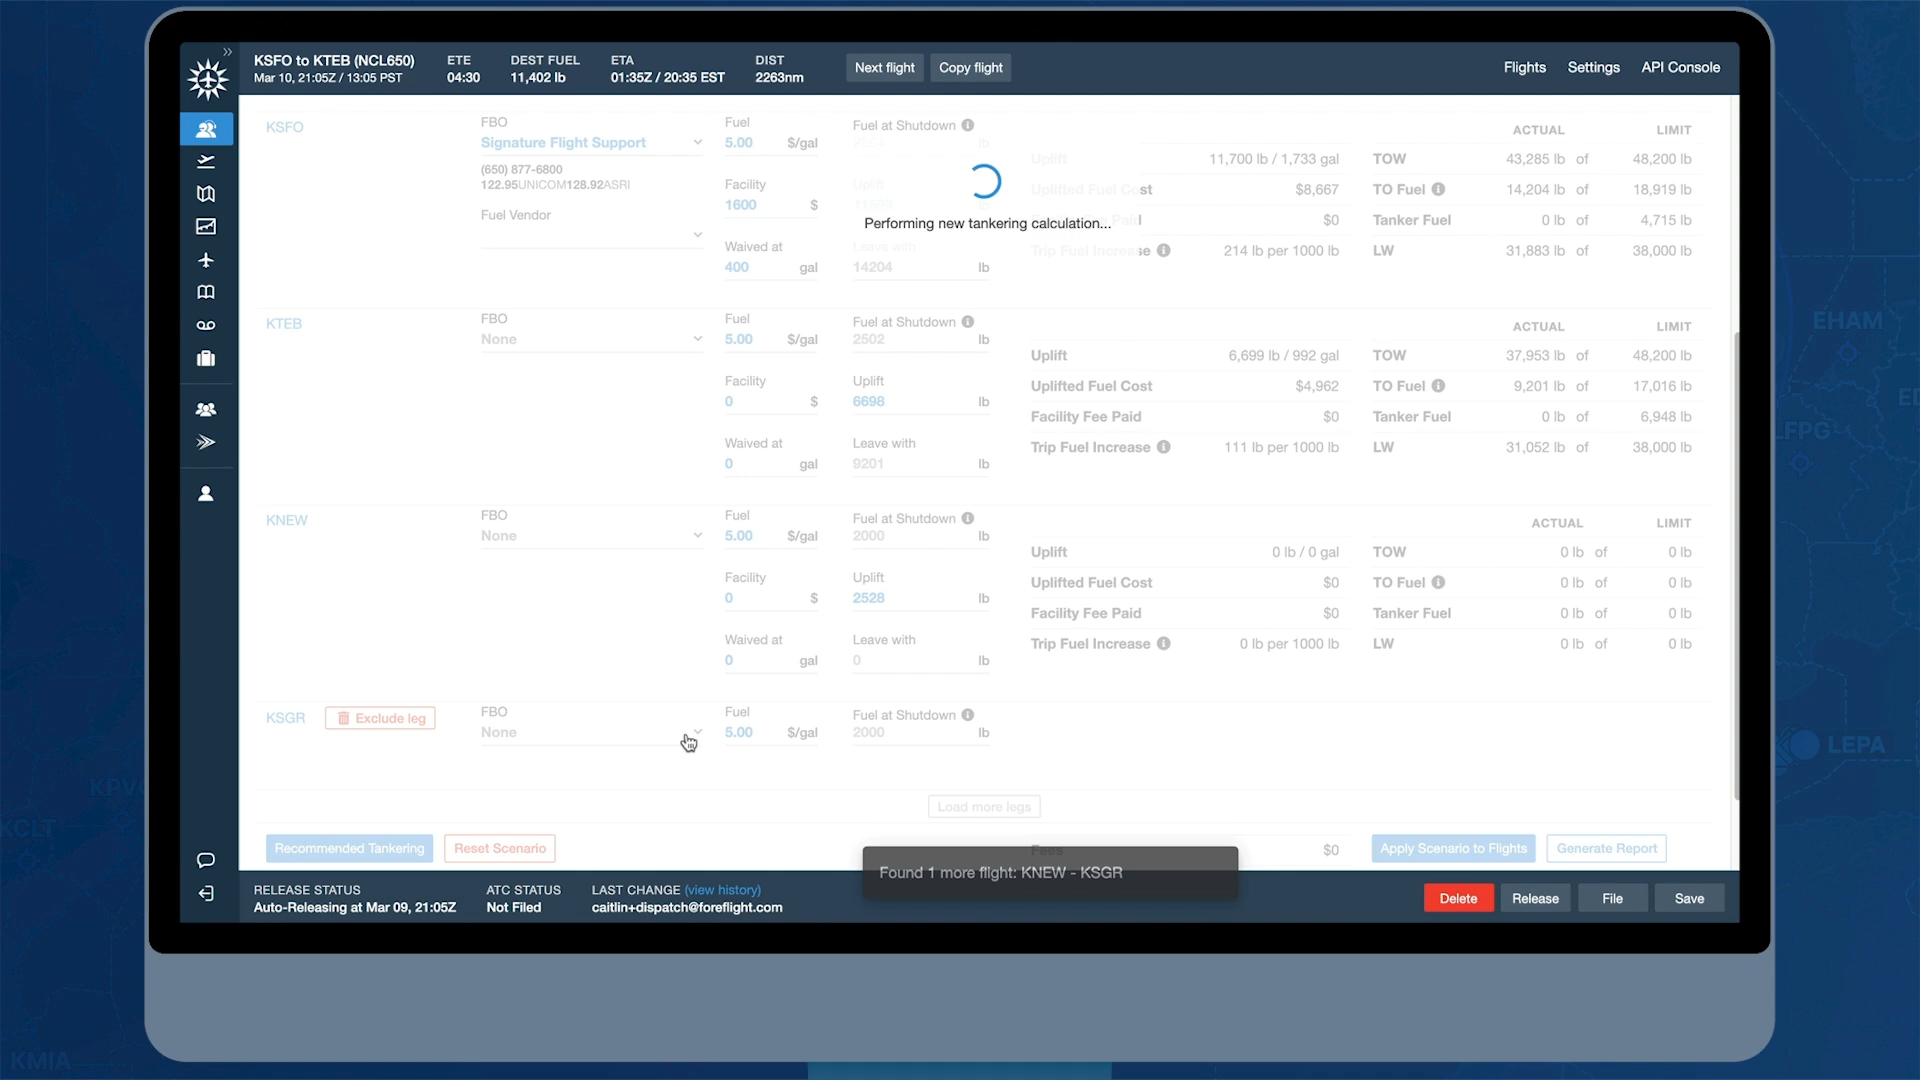 KSFO to KTEB (NCL650)
Mar 10, 21:05Z / 13:05 PST
ETE
04:30
DEST FUEL
11,402 lb
ETA
01:35Z / 20:35 EST
DIST
2263nm
Next flight
Copy flight
Flights
Settings
API Console
KSFO
FBO
Signature Flight Support
(650) 877-6800
122.95UNICOM128.92ASRI
Fuel Vendor
Fuel
5.00 $/gal
Facility
1600 $
Waived at
400 gal
Fuel at Shutdown
lb
Uplift
Leave with
14204 lb
Performing new tankering calculation...
Uplift 11,700 lb / 1,733 gal
Uplifted Fuel Cost $8,667
Paid $0
Trip Fuel Increase 214 lb per 1000 lb
ACTUAL LIMIT
TOW 43,285 lb of 48,200 lb
TO Fuel 14,204 lb of 18,919 lb
Tanker Fuel 0 lb of 4,715 lb
LW 31,883 lb of 38,000 lb
KTEB
FBO
None
Fuel
5.00 $/gal
Facility
0 $
Waived at
0 gal
Fuel at Shutdown
2502 lb
Uplift
6698 lb
Leave with
9201 lb
Uplift 6,699 lb / 992 gal
Uplifted Fuel Cost $4,962
Facility Fee Paid $0
Trip Fuel Increase 111 lb per 1000 lb
ACTUAL LIMIT
TOW 37,953 lb of 48,200 lb
TO Fuel 9,201 lb of 17,016 lb
Tanker Fuel 0 lb of 6,948 lb
LW 31,052 lb of 38,000 lb
KNEW
FBO
None
Fuel
5.00 $/gal
Facility
0 $
Waived at
0 gal
Fuel at Shutdown
2000 lb
Uplift
2528 lb
Leave with
0 lb
Uplift 0 lb / 0 gal
Uplifted Fuel Cost $0
Facility Fee Paid $0
Trip Fuel Increase 0 lb per 1000 lb
ACTUAL LIMIT
TOW 0 lb of 0 lb
TO Fuel 0 lb of 0 lb
Tanker Fuel 0 lb of 0 lb
LW 0 lb of 0 lb
KSGR
Exclude leg
FBO
None
Fuel
5.00 $/gal
Fuel at Shutdown
2000 lb
Load more legs
Recommended Tankering
Reset Scenario
Fees $0
Apply Scenario to Flights
Generate Report
Found 1 more flight: KNEW - KSGR
RELEASE STATUS
Auto-Releasing at Mar 09, 21:05Z
ATC STATUS
Not Filed
LAST CHANGE (view history)
caitlin+dispatch@foreflight.com
Delete
Release
File
Save
EHAM
LFPG
LEPA
KCLT
KMIA